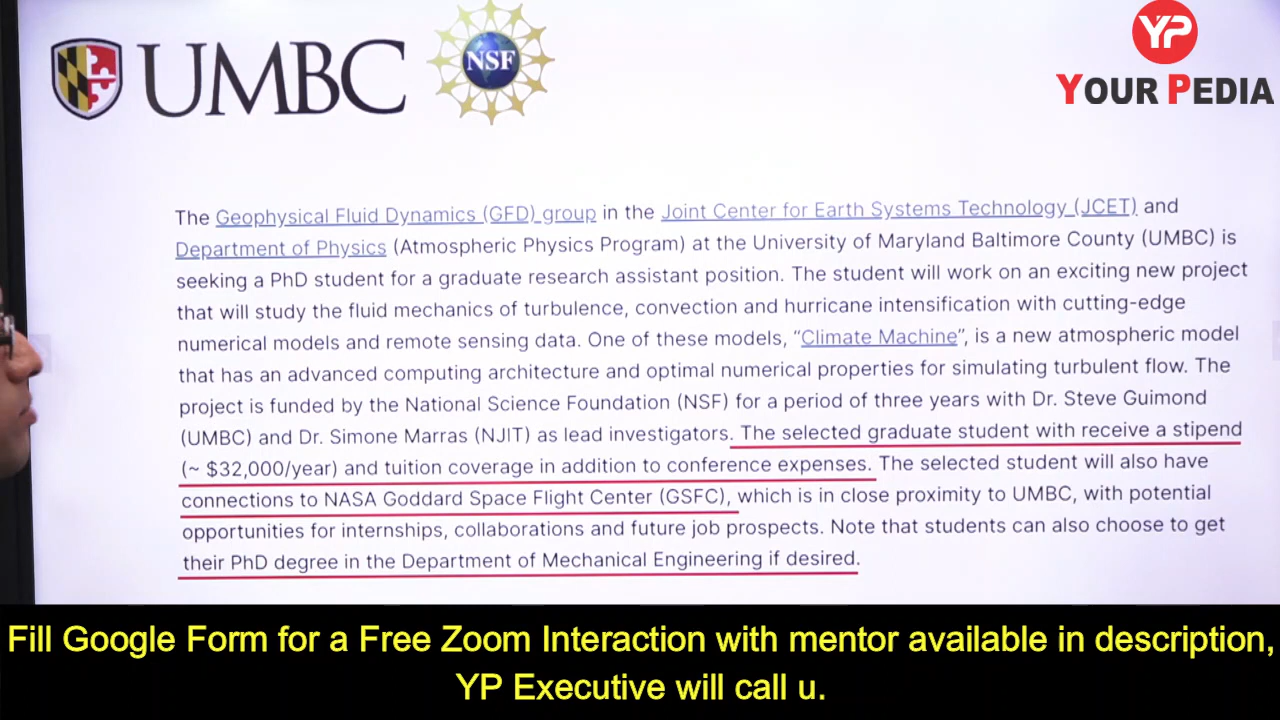 UMBC
NSF
YP
YOUR PEDIA
The Geophysical Fluid Dynamics (GFD) group in the Joint Center for Earth Systems Technology (JCET) and
Department of Physics (Atmospheric Physics Program) at the University of Maryland Baltimore County (UMBC) is
seeking a PhD student for a graduate research assistant position. The student will work on an exciting new project
that will study the fluid mechanics of turbulence, convection and hurricane intensification with cutting-edge
numerical models and remote sensing data. One of these models, “Climate Machine”, is a new atmospheric model
that has an advanced computing architecture and optimal numerical properties for simulating turbulent flow. The
project is funded by the National Science Foundation (NSF) for a period of three years with Dr. Steve Guimond
(UMBC) and Dr. Simone Marras (NJIT) as lead investigators. The selected graduate student with receive a stipend
(~ $32,000/year) and tuition coverage in addition to conference expenses. The selected student will also have
connections to NASA Goddard Space Flight Center (GSFC), which is in close proximity to UMBC, with potential
opportunities for internships, collaborations and future job prospects. Note that students can also choose to get
their PhD degree in the Department of Mechanical Engineering if desired.
Fill Google Form for a Free Zoom Interaction with mentor available in description,
YP Executive will call u.